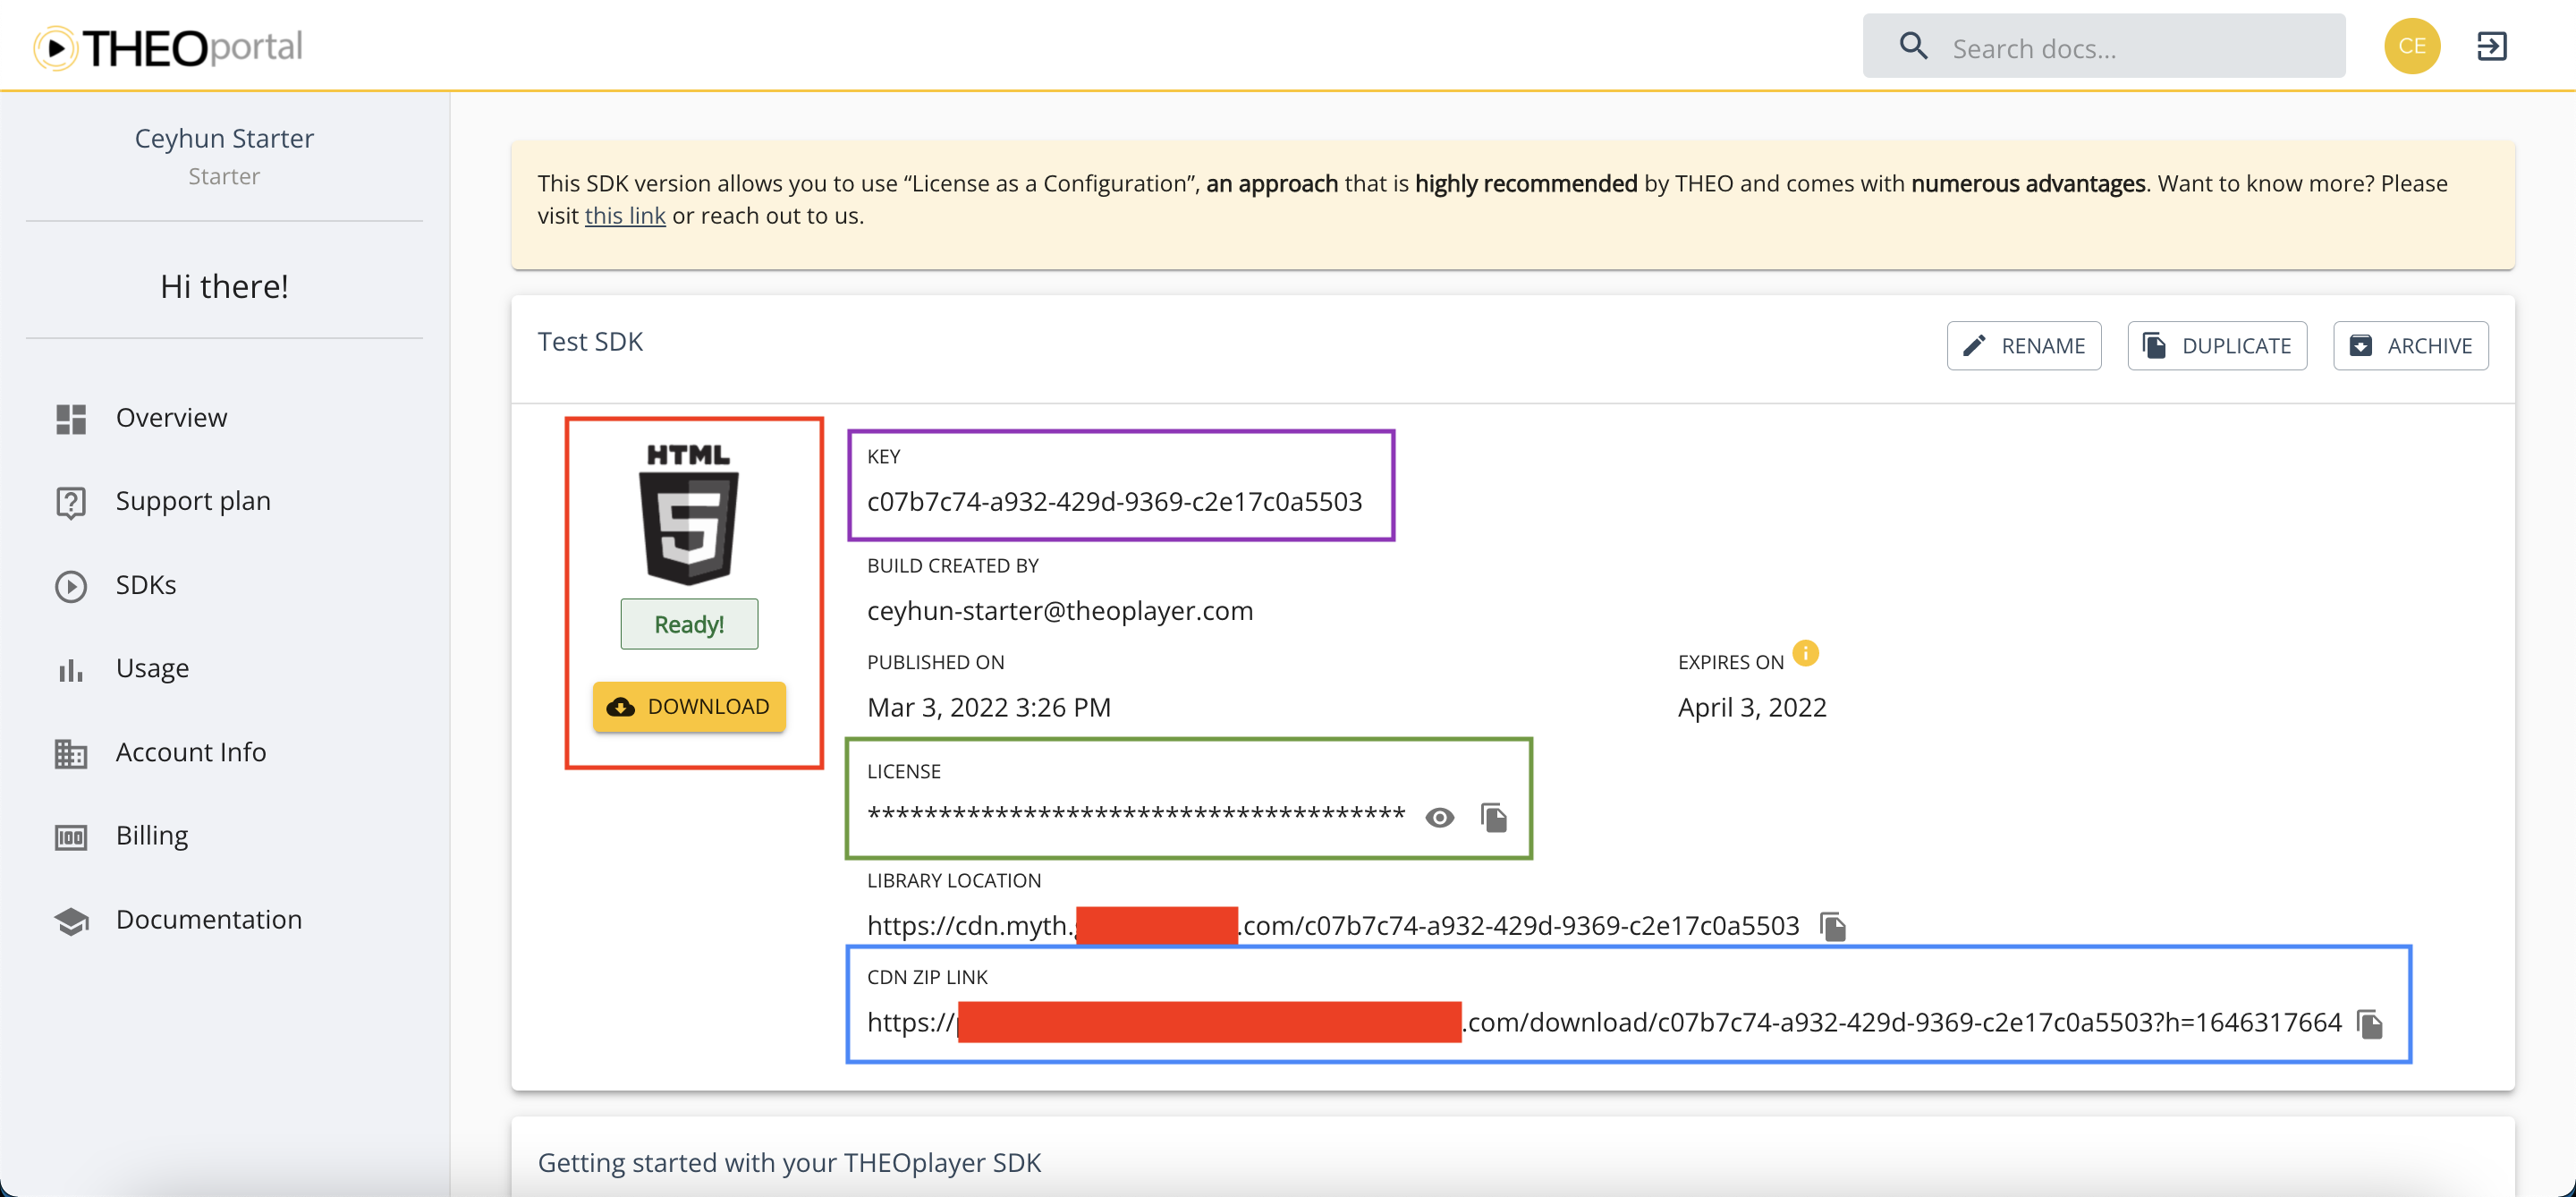 THEOportal
Search docs...
CE
Ceyhun Starter
Starter
Hi there!
Overview
Support plan
SDKs
Usage
Account Info
Billing
Documentation
This SDK version allows you to use “License as a Configuration”, an approach that is highly recommended by THEO and comes with numerous advantages. Want to know more? Please
visit this link or reach out to us.
Test SDK
RENAME
DUPLICATE
ARCHIVE
HTML
5
Ready!
DOWNLOAD
KEY
c07b7c74-a932-429d-9369-c2e17c0a5503
BUILD CREATED BY
ceyhun-starter@theoplayer.com
PUBLISHED ON
Mar 3, 2022 3:26 PM
EXPIRES ON
April 3, 2022
LICENSE
**************************************
LIBRARY LOCATION
https://cdn.myth. .com/c07b7c74-a932-429d-9369-c2e17c0a5503
CDN ZIP LINK
https:// .com/download/c07b7c74-a932-429d-9369-c2e17c0a5503?h=1646317664
Getting started with your THEOplayer SDK